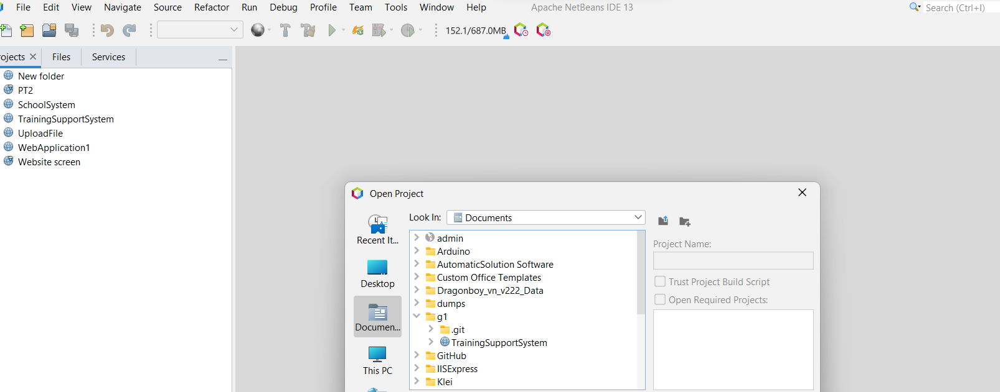 File Edit View Navigate Source Refactor Run Debug Profile Team Tools Window Help Apache NetBeans IDE 13 Search (Ctrl+I)
152.1/687.0MB
ojects Files Services
New folder
PT2
SchoolSystem
TrainingSupportSystem
UploadFile
WebApplication1
Website screen
Open Project
Look In: Documents
Recent It...
Desktop
Documen...
This PC
admin
Arduino
AutomaticSolution Software
Custom Office Templates
Dragonboy_vn_v222_Data
dumps
g1
.git
TrainingSupportSystem
GitHub
IISExpress
Klei
Project Name:
Trust Project Build Script
Open Required Projects: